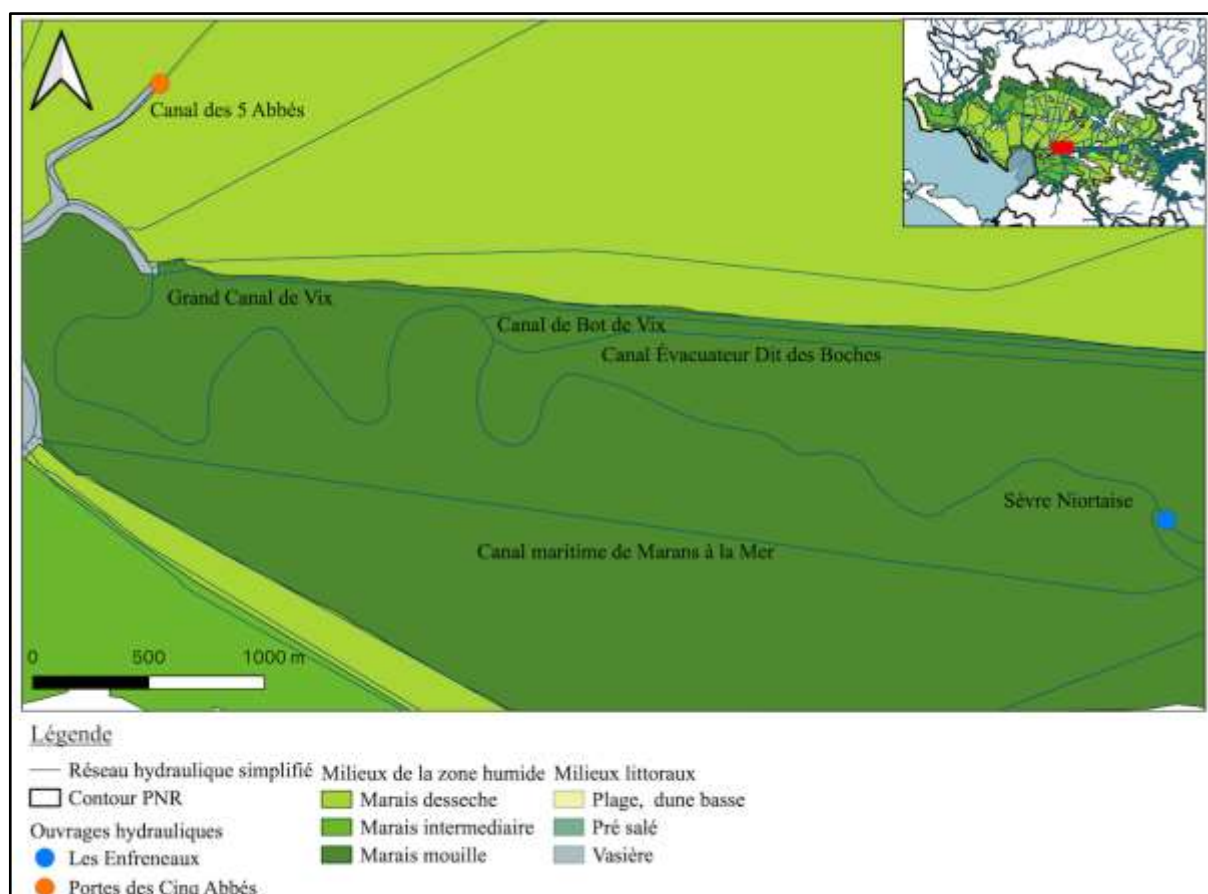 Canal des 5 Abbés
Grand Canal de Vix
Canal de Bot de Vix
Canal Évacuateur Dit des Boches
Sèvre Niortaise
Canal maritime de Marans à la Mer
0 500 1000 m
Légende
Réseau hydraulique simplifié
Contour PNR
Ouvrages hydrauliques
Les Enfreneaux
Portes des Cinq Abbés
Milieux de la zone humide
Marais desseche
Marais intermediaire
Marais mouille
Milieux littoraux
Plage, dune basse
Pré salé
Vasière